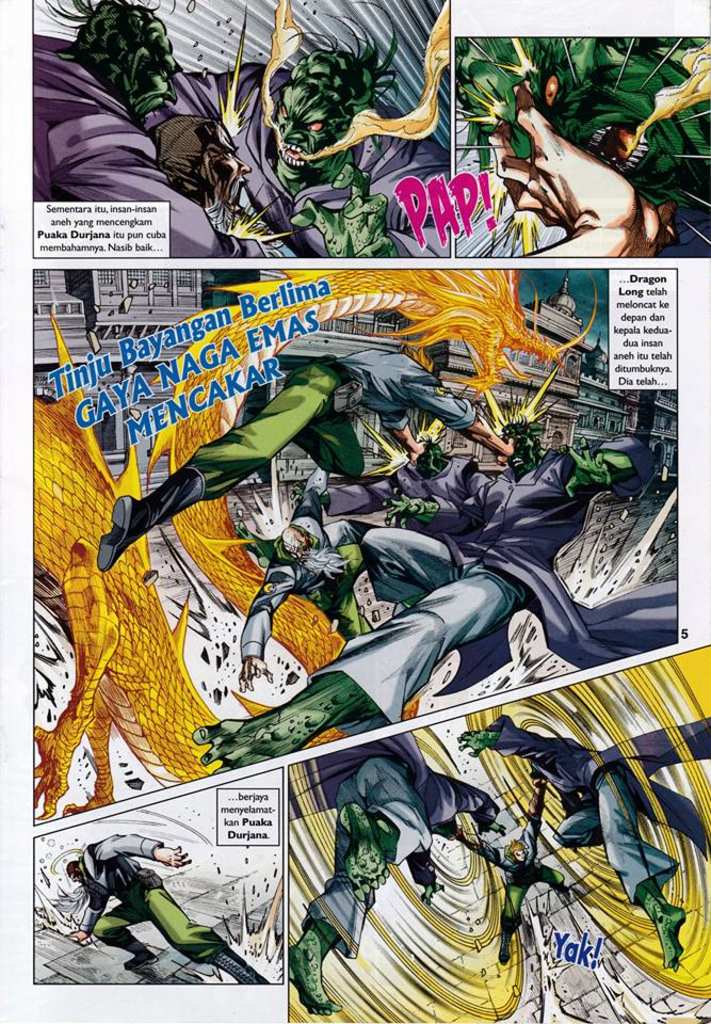 Sementara itu, insan-insan
aneh yang mencengkam
Puaka Durjana itu pun cuba
membahamnya. Nasib baik...
PAP!
Tinju Bayangan Berlima
GAYA NAGA EMAS
MENCAKAR
...Dragon
Long telah
meloncat ke
depan dan
kepala kedua-
dua insan
aneh itu telah
ditumbuknya.
Dia telah...
5
...berjaya
menyelamat-
kan Puaka
Durjana.
Yak!